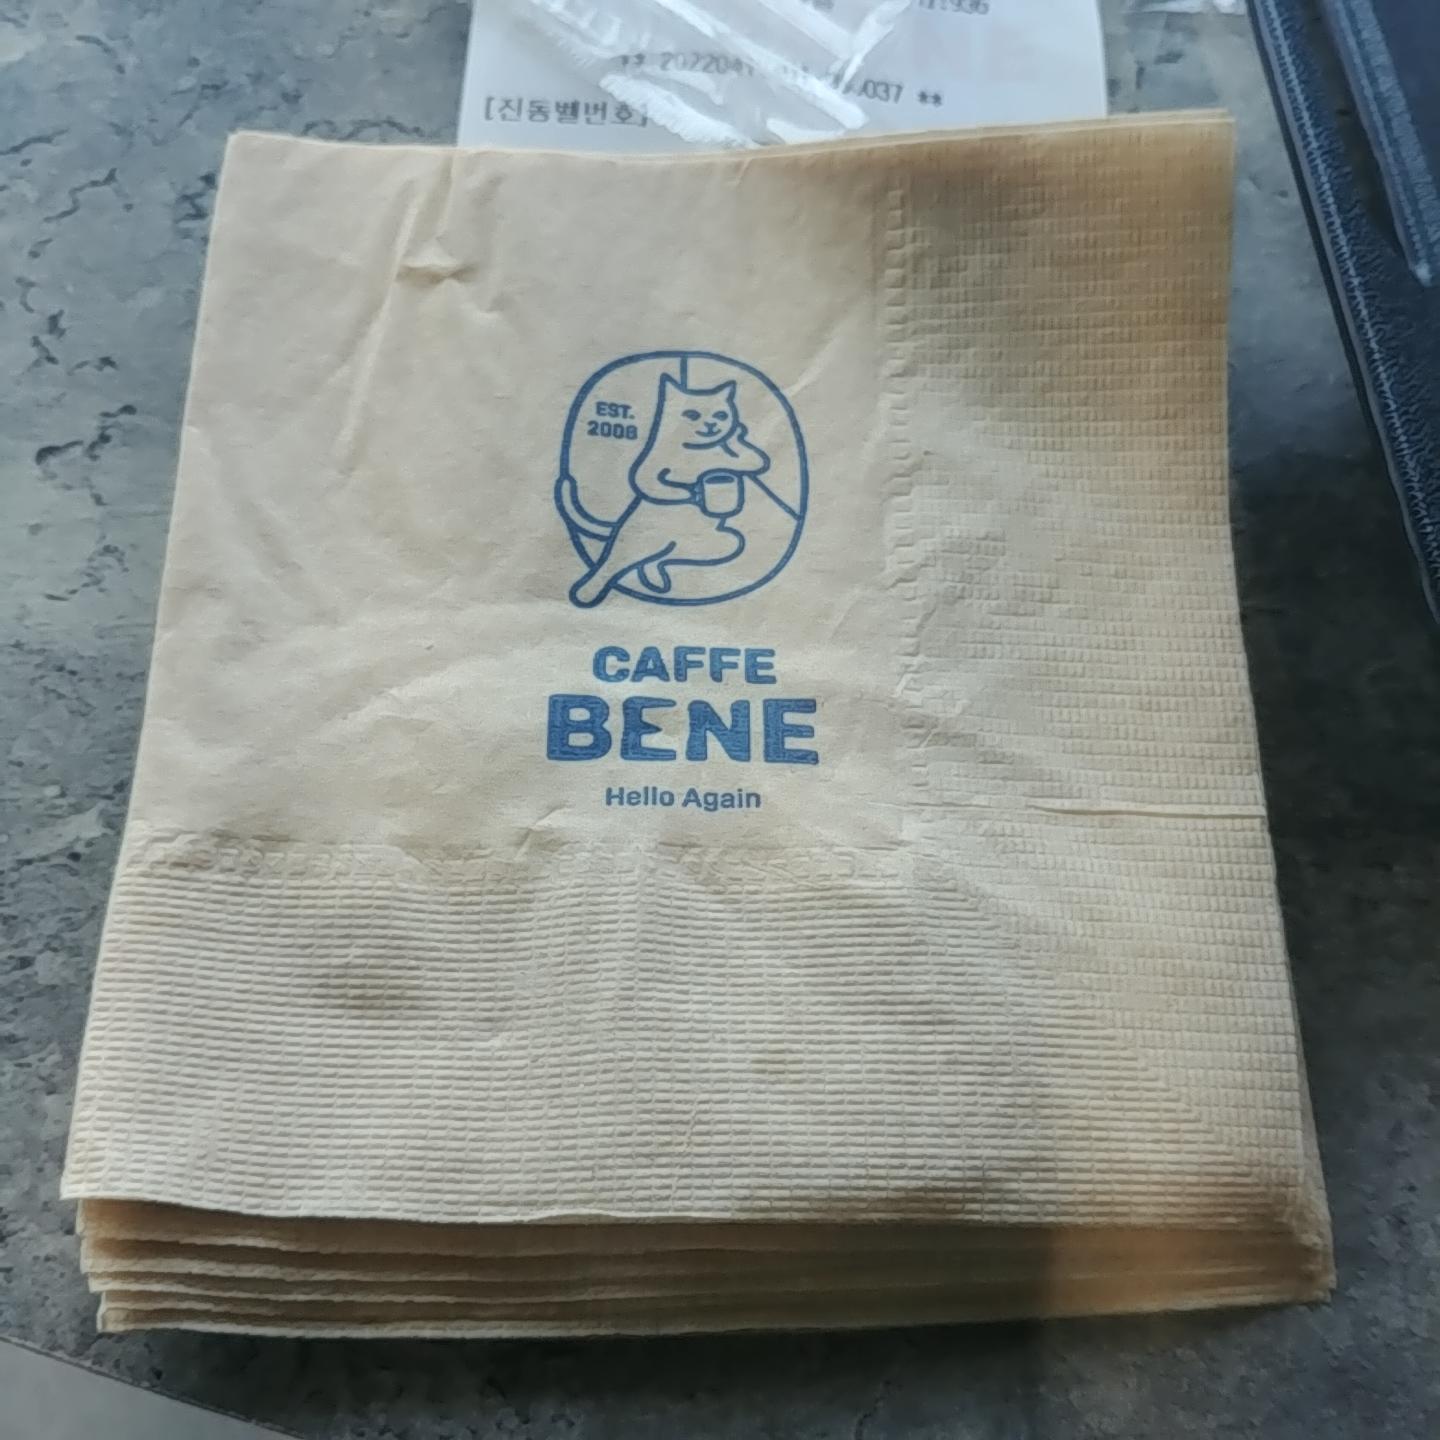 [진동벨번호]
EST.
2008
CAFFE
BENE
Hello Again